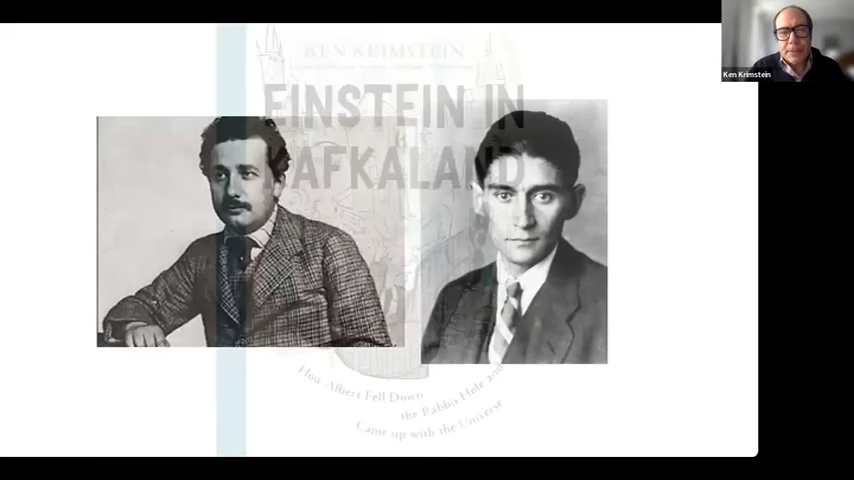 KEN KRIMSTEIN
EINSTEIN IN
KAFKALAND
How Albert Fell Down
the Rabbit Hole and
Came up with the Universe
Ken Krimstein